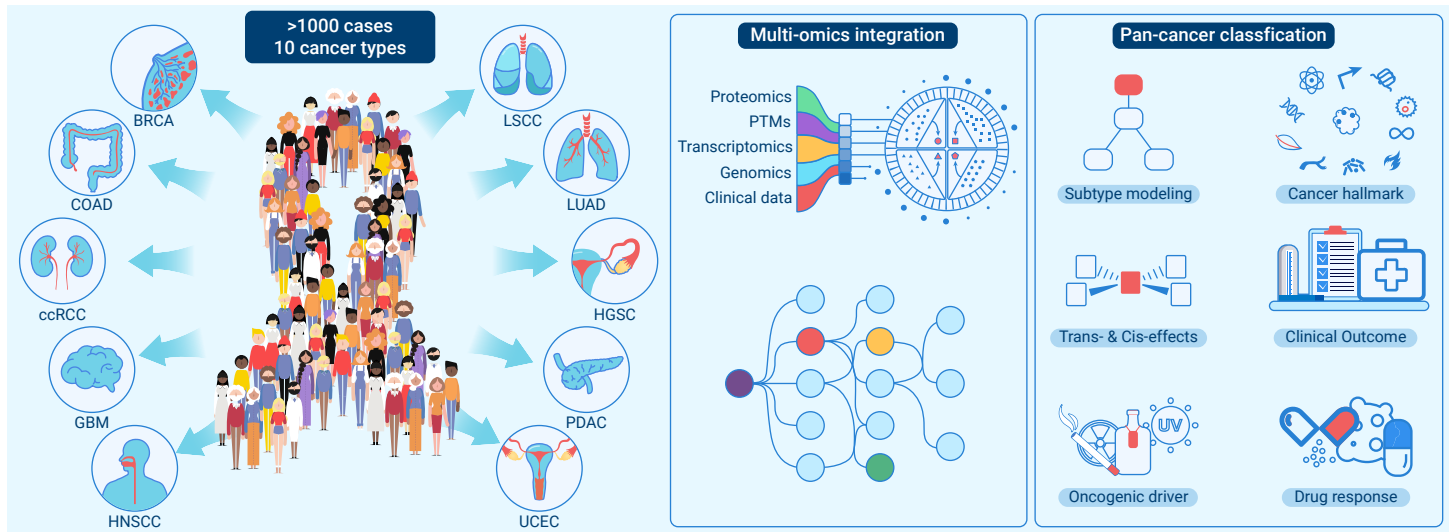 >1000 cases
10 cancer types
BRCA
COAD
ccRCC
GBM
HNSCC
LSCC
LUAD
HGSC
PDAC
UCEC
Multi-omics integration
Proteomics
PTMs
Transcriptomics
Genomics
Clinical data
Pan-cancer classfication
Subtype modeling
Cancer hallmark
Trans- & Cis-effects
Clinical Outcome
UV
Oncogenic driver
Drug response